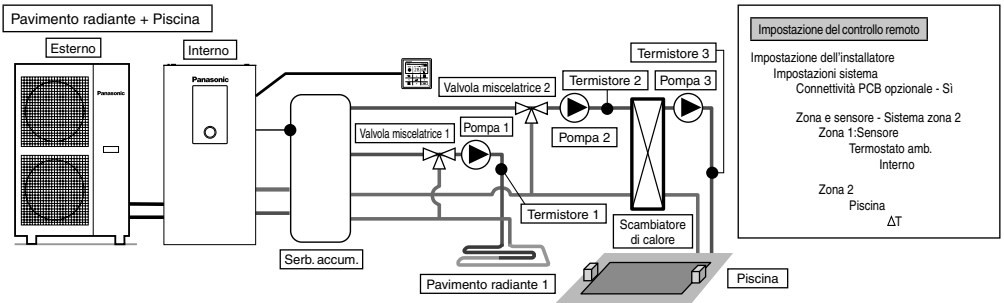 Pavimento radiante + Piscina
Esterno
Interno
Panasonic
Panasonic
Valvola miscelatrice 2
Termistore 2
Termistore 3
Pompa 3
Valvola miscelatrice 1
Pompa 1
Pompa 2
Termistore 1
Scambiatore
di calore
Serb. accum.
Pavimento radiante 1
Piscina
Impostazione del controllo remoto
Impostazione dell'installatore
Impostazioni sistema
Connettività PCB opzionale - Sì
Zona e sensore - Sistema zona 2
Zona 1:Sensore
Termostato amb.
Interno
Zona 2
Piscina
ΔT